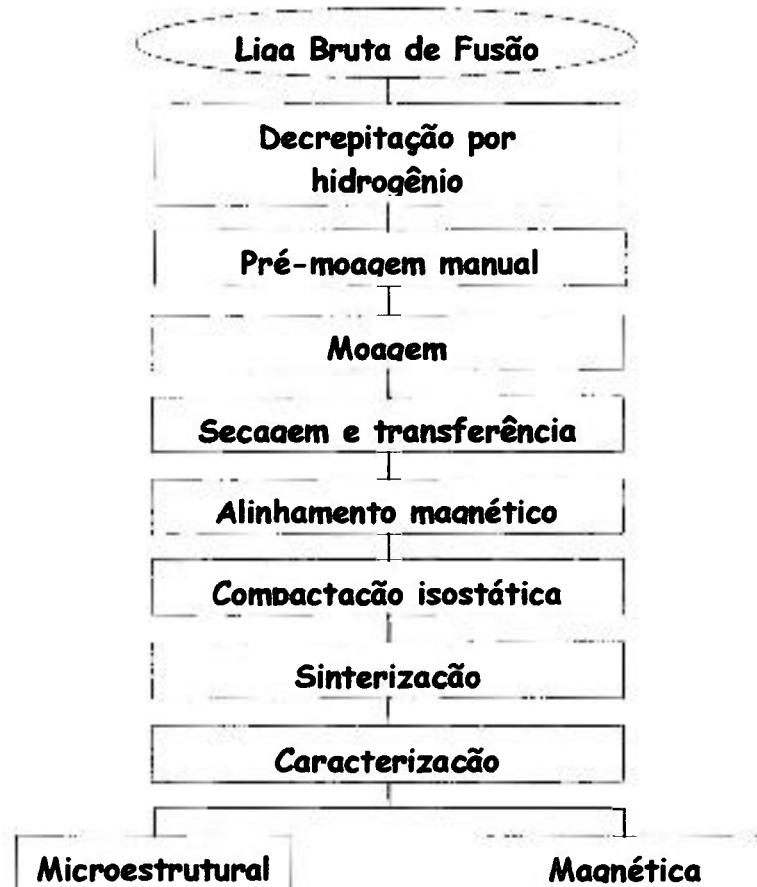 Liga Bruta de Fusão
Decrepitação por
hidrogênio
Pré-moagem manual
Moagem
Secagem e transferência
Alinhamento magnético
Compactação isostática
Sinterização
Caracterização
Microestrutural Magnética